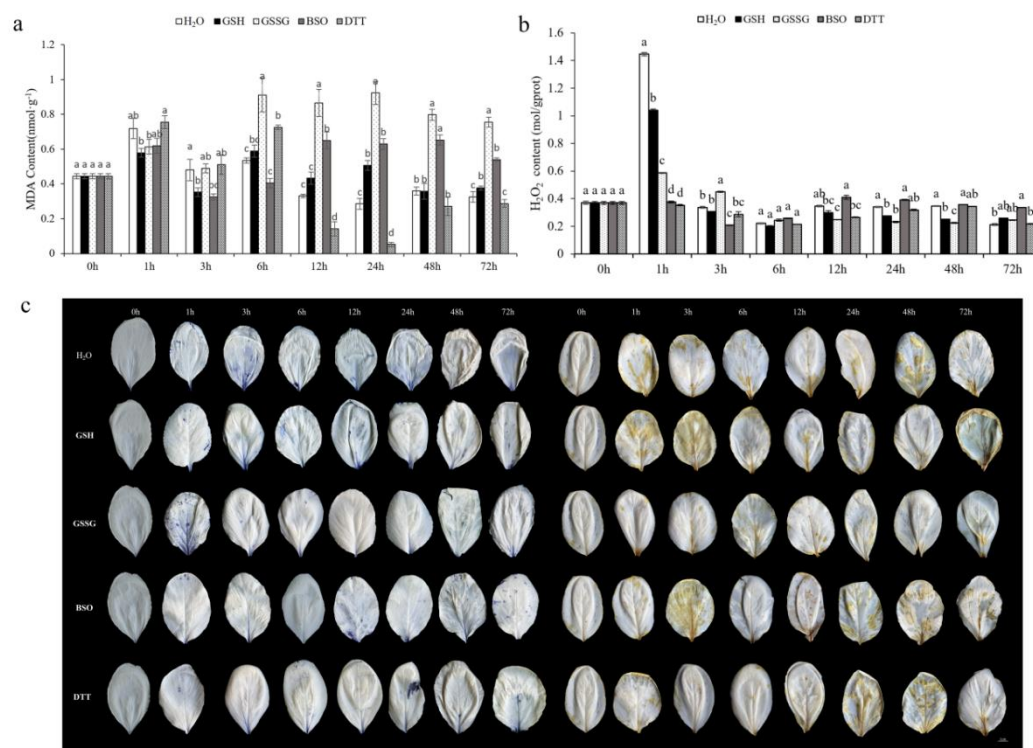 a
H₂O GSH GSSG BSO DTT
MDA Content(nmol·g⁻¹)
1.2
1
0.8
0.6
0.4
0.2
0
a a a a a
ab b b ab a
a b ab bc ab
a b c
c b a b d
c b a b d
b b a b c
c b a b c
0h 1h 3h 6h 12h 24h 48h 72h
b
H₂O GSH GSSG BSO DTT
H₂O₂ content (mol/gprot)
1.6
1.4
1.2
1
0.8
0.6
0.4
0.2
0
a a a a a
a b c d d
b b a d bc
a a a a a
ab bc c a bc
ab bc c a
a b c ab ab
b ab ab a b
0h 1h 3h 6h 12h 24h 48h 72h
c
0h 1h 3h 6h 12h 24h 48h 72h 0h 1h 3h 6h 12h 24h 48h 72h
H₂O
GSH
GSSG
BSO
DTT